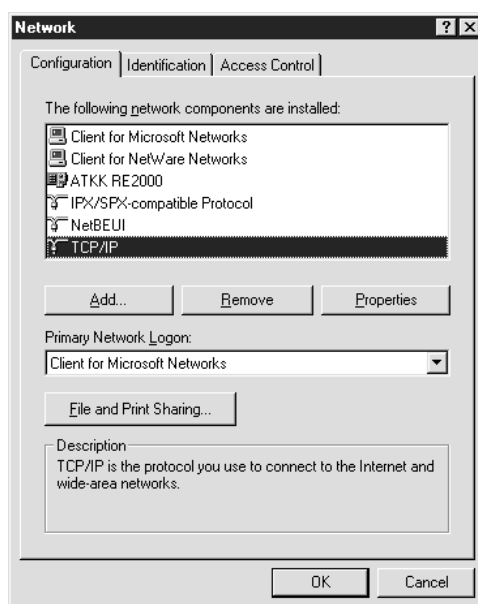 Network
Configuration Identification Access Control
The following network components are installed:
Client for Microsoft Networks
Client for NetWare Networks
ATKK RE2000
IPX/SPX-compatible Protocol
NetBEUI
TCP/IP
Add... Remove Properties
Primary Network Logon:
Client for Microsoft Networks
File and Print Sharing...
Description
TCP/IP is the protocol you use to connect to the Internet and
wide-area networks.
OK Cancel